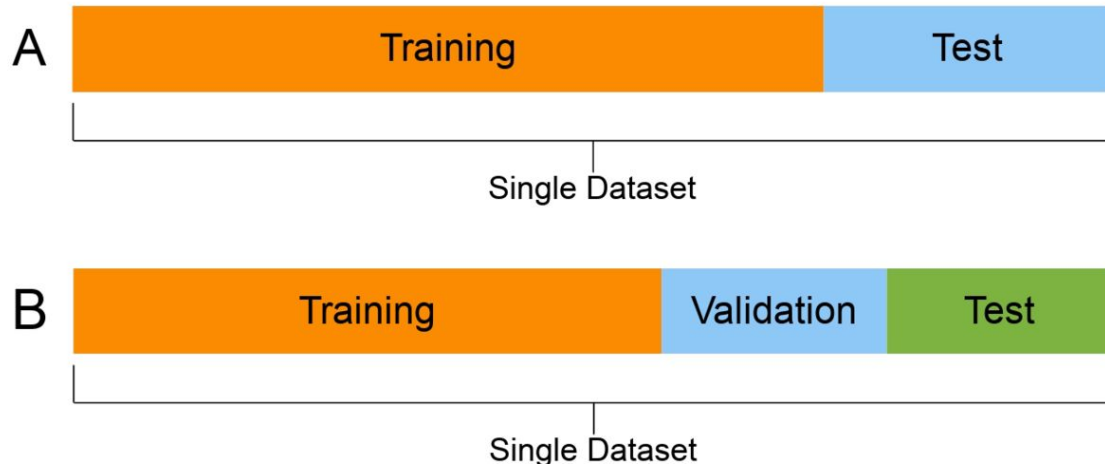 A Training Test
Single Dataset
B Training Validation Test
Single Dataset